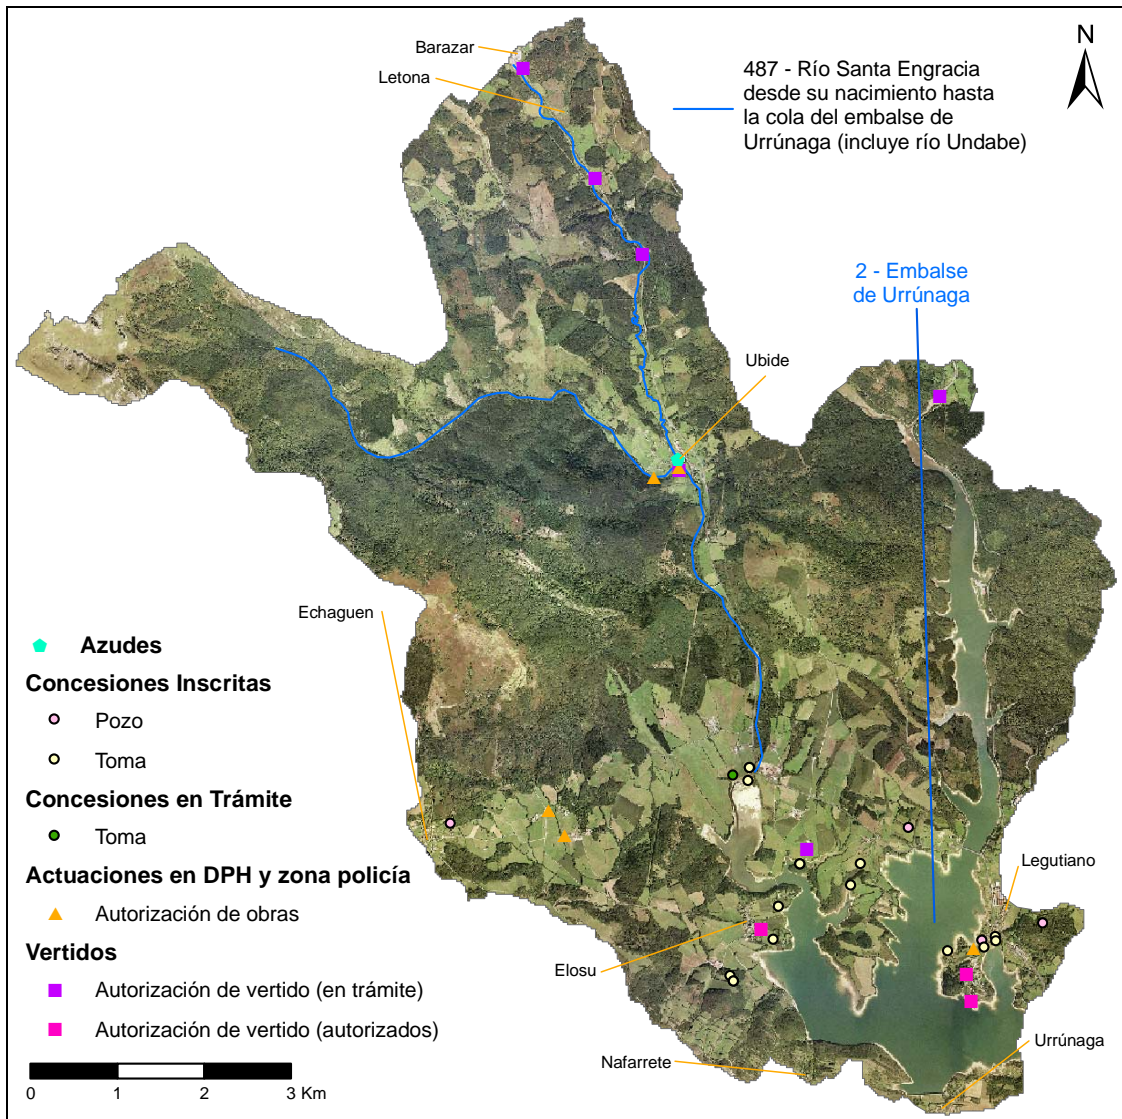 Barazar
Letona
N
487 - Río Santa Engracia
desde su nacimiento hasta
la cola del embalse de
Urrúnaga (incluye río Undabe)
2 - Embalse
de Urrúnaga
Ubide
Echaguen
Azudes
Concesiones Inscritas
Pozo
Toma
Concesiones en Trámite
Toma
Actuaciones en DPH y zona policía
Autorización de obras
Vertidos
Autorización de vertido (en trámite)
Autorización de vertido (autorizados)
Legutiano
Elosu
Nafarrete
Urrúnaga
0 1 2 3 Km